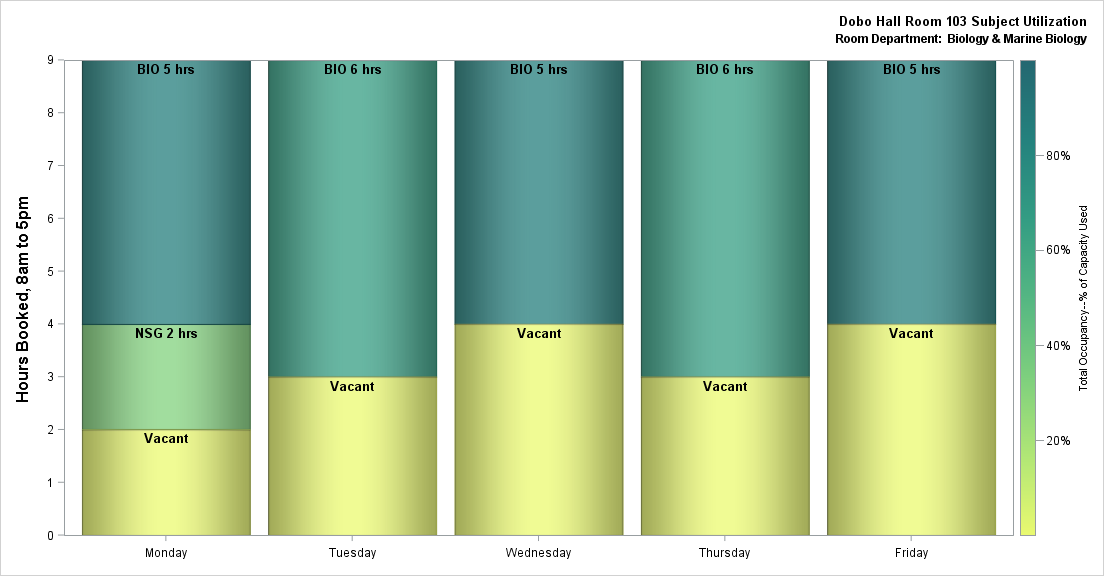 Dobo Hall Room 103 Subject Utilization
Room Department: Biology & Marine Biology
Hours Booked, 8am to 5pm
9
8
7
6
5
4
3
2
1
0
BIO 5 hrs
NSG 2 hrs
Vacant
BIO 6 hrs
Vacant
BIO 5 hrs
Vacant
BIO 6 hrs
Vacant
BIO 5 hrs
Vacant
Monday
Tuesday
Wednesday
Thursday
Friday
80%
60%
40%
20%
Total Occupancy--% of Capacity Used